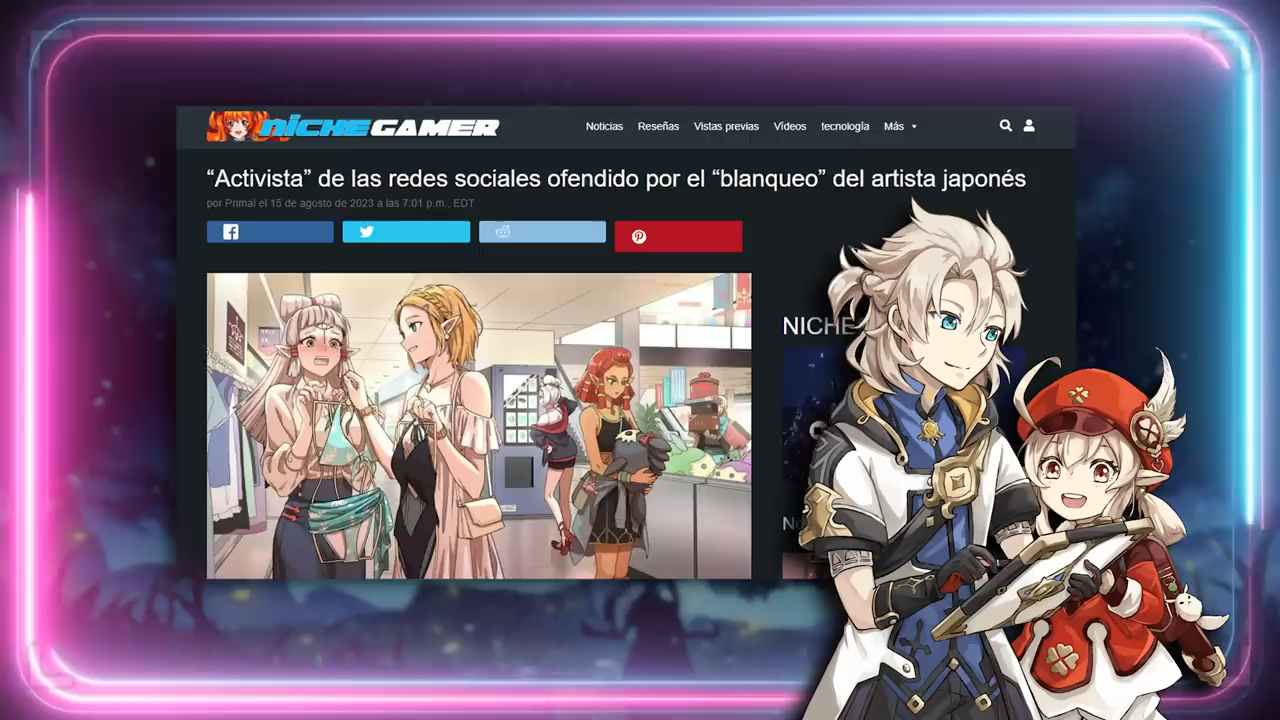 NICHEGAMER
Noticias Reseñas Vistas previas Vídeos tecnología Más
“Activista” de las redes sociales ofendido por el “blanqueo” del artista japonés
por Primal el 15 de agosto de 2023 a las 7:01 p.m., EDT
NICHE